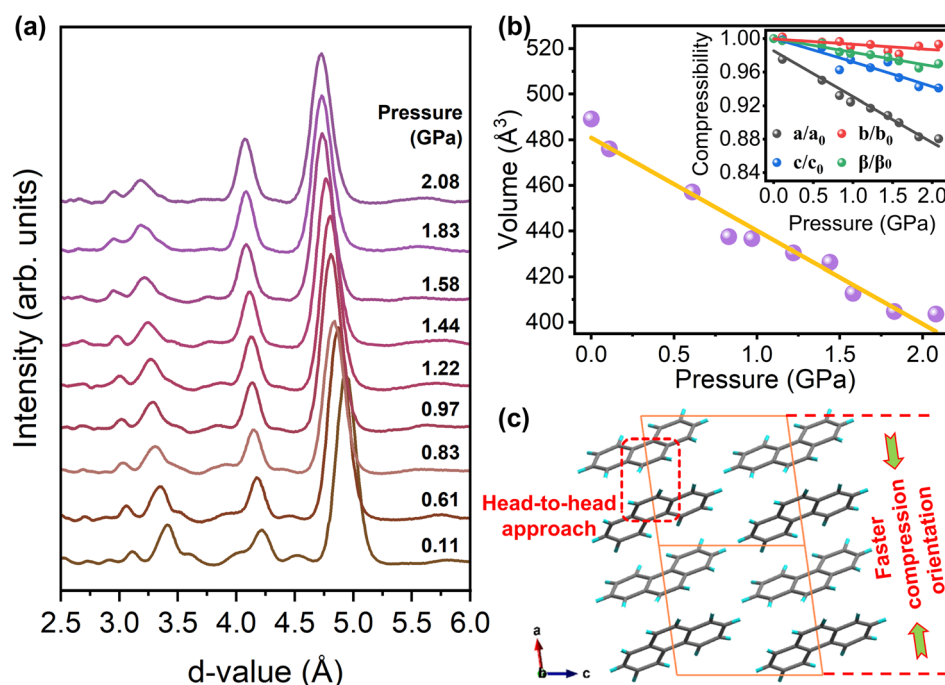 (a)
Intensity (arb. units)
Pressure
(GPa)
2.08
1.83
1.58
1.44
1.22
0.97
0.83
0.61
0.11
2.5 3.0 3.5 4.0 4.5 5.0 5.5 6.0
d-value (Å)
(b)
Volume (Å³)
520
500
480
460
440
420
400
0.0 0.5 1.0 1.5 2.0
Pressure (GPa)
Compressibility
1.00
0.96
0.92
0.88
0.84
a/a₀ b/b₀
c/c₀ β/β₀
0.0 0.5 1.0 1.5 2.0
Pressure (GPa)
(c)
Head-to-head
approach
Faster
compression
orientation
a
b
c